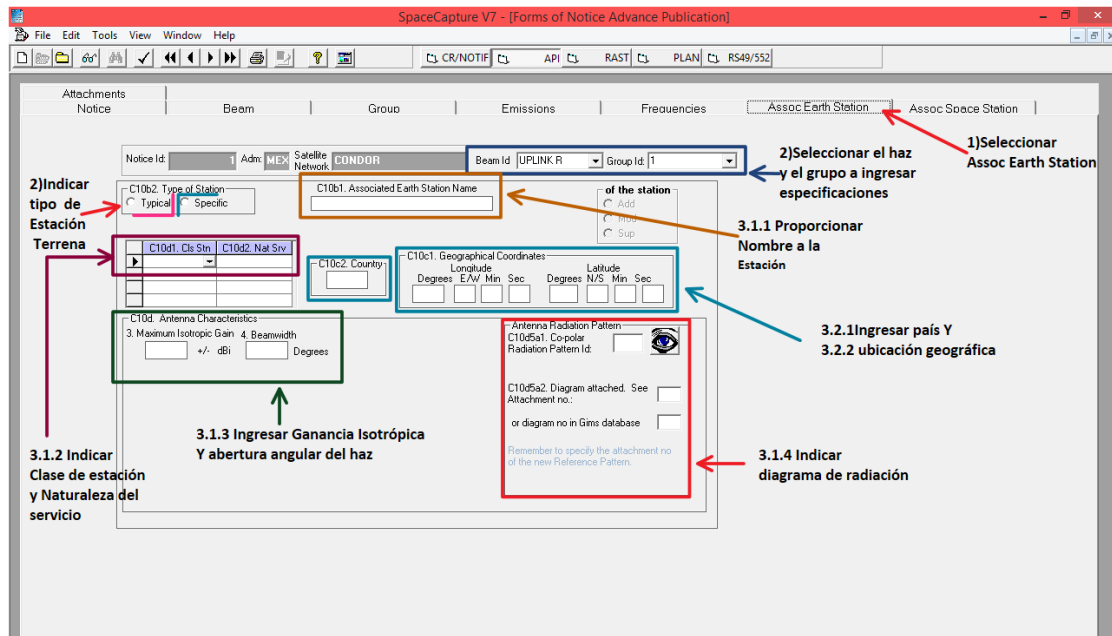 SpaceCapture V7 - [Forms of Notice Advance Publication]
File Edit Tools View Window Help
CR/NOTIF API RAST PLAN RS49/552
Attachments
Notice Beam Group Emissions Frequencies Assoc Earth Station Assoc Space Station
1)Seleccionar
Assoc Earth Station
Notice Id: 1 Adm: MEX Satellite Network CONDOR Beam Id UPLINK R Group Id: 1
2)Seleccionar el haz
y el grupo a ingresar
especificaciones
2)Indicar
tipo de
Estación
Terrena
C10b2. Type of Station
Typical Specific
C10b1. Associated Earth Station Name
of the station
Add
Mod
Sup
3.1.1 Proporcionar
Nombre a la
Estación
C10d1. Cls Stn C10d2. Nat Srv
C10c2. Country
C10c1. Geographical Coordinates
Longitude Latitude
Degrees E/W Min Sec Degrees N/S Min Sec
3.2.1Ingresar país Y
3.2.2 ubicación geográfica
C10d. Antenna Characteristics
3. Maximum Isotropic Gain 4. Beamwidth
+/- dBi Degrees
Antenna Radiation Pattern
C10d5a1. Co-polar
Radiation Pattern Id:
C10d5a2. Diagram attached. See
Attachment no.:
or diagram no in Gims database
Remember to specify the attachment no
of the new Reference Pattern.
3.1.3 Ingresar Ganancia Isotrópica
Y abertura angular del haz
3.1.2 Indicar
Clase de estación
y Naturaleza del
servicio
3.1.4 Indicar
diagrama de radiación